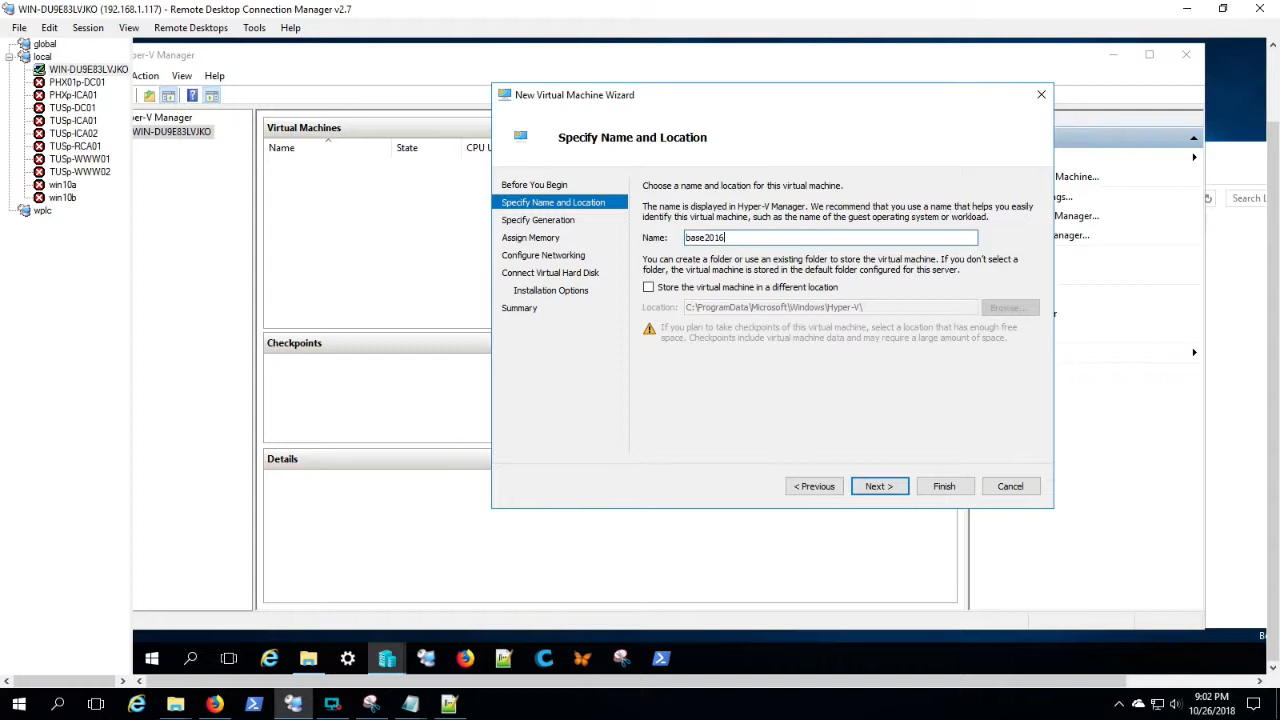 WIN-DU9E83LVJKO (192.168.1.117) - Remote Desktop Connection Manager v2.7
File Edit Session View Remote Desktops Tools Help
global
local
WIN-DU9E83LVJKO
PHX01p-DC01
PHXp-ICA01
TUSp-DC01
TUSp-ICA01
TUSp-ICA02
TUSp-RCA01
TUSp-WWW01
TUSp-WWW02
win10a
win10b
wplc
per-V Manager
Action View Help
per-V Manager
WIN-DU9E83LVJKO
Virtual Machines
Name State CPU U
Checkpoints
Details
New Virtual Machine Wizard
Specify Name and Location
Before You Begin
Specify Name and Location
Specify Generation
Assign Memory
Configure Networking
Connect Virtual Hard Disk
Installation Options
Summary
Choose a name and location for this virtual machine.
The name is displayed in Hyper-V Manager. We recommend that you use a name that helps you easily
identify this virtual machine, such as the name of the guest operating system or workload.
Name: base2016
You can create a folder or use an existing folder to store the virtual machine. If you don't select a
folder, the virtual machine is stored in the default folder configured for this server.
Store the virtual machine in a different location
Location: C:\ProgramData\Microsoft\Windows\Hyper-V\ Browse...
If you plan to take checkpoints of this virtual machine, select a location that has enough free
space. Checkpoints include virtual machine data and may require a large amount of space.
< Previous Next > Finish Cancel
Machine...
gs...
Manager...
ager...
or
Search L
9:02 PM
10/26/2018